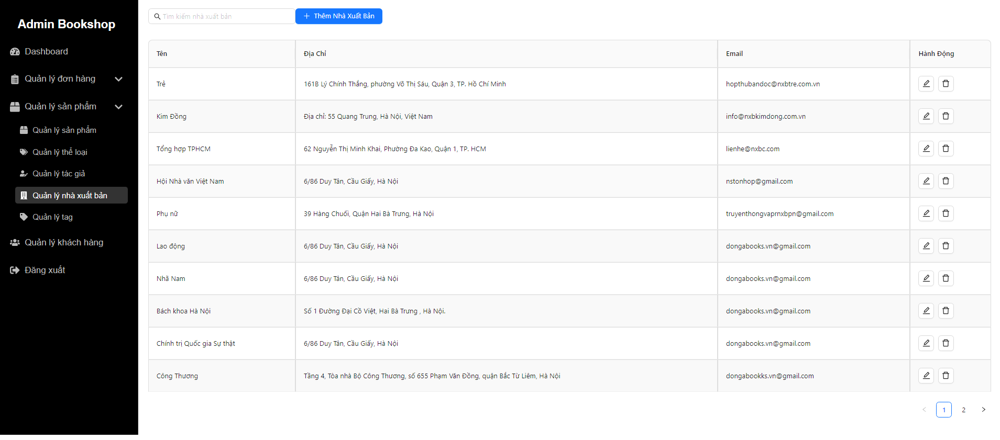 Admin Bookshop
Dashboard
Quản lý đơn hàng
Quản lý sản phẩm
Quản lý sản phẩm
Quản lý thể loại
Quản lý tác giả
Quản lý nhà xuất bản
Quản lý tag
Quản lý khách hàng
Đăng xuất
Tìm kiếm nhà xuất bản
Thêm Nhà Xuất Bản
Tên Địa Chỉ Email Hành Động
Trẻ 161B Lý Chính Thắng, phường Võ Thị Sáu, Quận 3, TP. Hồ Chí Minh hopthubandoc@nxbtre.com.vn
Kim Đồng Địa chỉ: 55 Quang Trung, Hà Nội, Việt Nam info@nxbkimdong.com.vn
Tổng hợp TPHCM 62 Nguyễn Thị Minh Khai, Phường Đa Kao, Quận 1, TP. HCM lienhe@nxbc.com
Hội Nhà văn Việt Nam 6/86 Duy Tân, Cầu Giấy, Hà Nội nstonhop@gmail.com
Phụ nữ 39 Hàng Chuối, Quận Hai Bà Trưng, Hà Nội truyenthongvaprnxbpn@gmail.com
Lao động 6/86 Duy Tân, Cầu Giấy, Hà Nội dongabooks.vn@gmail.com
Nhã Nam 6/86 Duy Tân, Cầu Giấy, Hà Nội dongabooks.vn@gmail.com
Bách khoa Hà Nội Số 1 Đường Đại Cồ Việt, Hai Bà Trưng , Hà Nội. dongabooks.vn@gmail.com
Chính trị Quốc gia Sự thật 6/86 Duy Tân, Cầu Giấy, Hà Nội dongabooks.vn@gmail.com
Công Thương Tầng 4, Tòa nhà Bộ Công Thương, số 655 Phạm Văn Đồng, quận Bắc Từ Liêm, Hà Nội dongabookks.vn@gmail.com
1 2